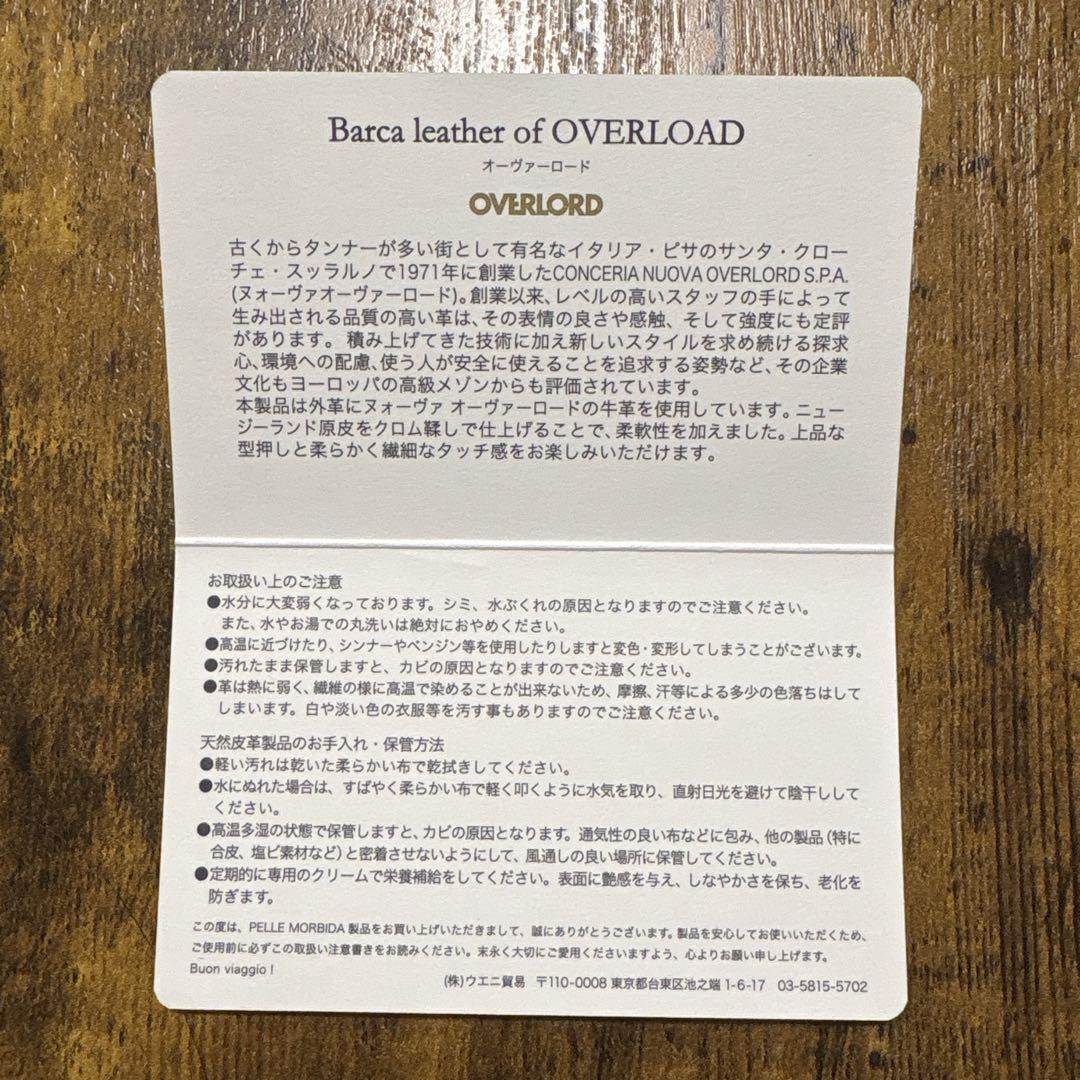 Barca leather of OVERLOAD
オーヴァーロード
OVERLORD
古くからタンナーが多い街として有名なイタリア・ピサのサンタ・クロー
チェ・スッラルノで1971年に創業したCONCERIA NUOVA OVERLORD S.P.A.
(ヌォーヴァオーヴァーロード)。創業以来、レベルの高いスタッフの手によって
生み出される品質の高い革は、その表情の良さや感触、そして強度にも定評
があります。積み上げてきた技術に加え新しいスタイルを求め続ける探求
心、環境への配慮、使う人が安全に使えることを追求する姿勢など、その企業
文化もヨーロッパの高級メゾンからも評価されています。
本製品は外革にヌォーヴァ オーヴァーロードの牛革を使用しています。ニュー
ジーランド原皮をクロム鞣しで仕上げることで、柔軟性を加えました。上品な
型押しと柔らかく繊細なタッチ感をお楽しみいただけます。
お取扱い上のご注意
●水分に大変弱くなっております。シミ、水ぶくれの原因となりますのでご注意ください。
また、水やお湯での丸洗いは絶対におやめください。
●高温に近づけたり、シンナーやベンジン等を使用したりしますと変色・変形してしまうことがございます。
●汚れたまま保管しますと、カビの原因となりますのでご注意ください。
●革は熱に弱く、繊維の様に高温で染めることが出来ないため、摩擦、汗等による多少の色落ちはして
しまいます。白や淡い色の衣服等を汚す事もありますのでご注意ください。
天然皮革製品のお手入れ・保管方法
●軽い汚れは乾いた柔らかい布で乾拭きしてください。
●水にぬれた場合は、すばやく柔らかい布で軽く叩くように水気を取り、直射日光を避けて陰干しして
ください。
●高温多湿の状態で保管しますと、カビの原因となります。通気性の良い布などに包み、他の製品(特に
合皮、塩ビ素材など)と密着させないようにして、風通しの良い場所に保管してください。
●定期的に専用のクリームで栄養補給をしてください。表面に艶感を与え、しなやかさを保ち、老化を
防ぎます。
この度は、PELLE MORBIDA 製品をお買い上げいただきまして、誠にありがとうございます。製品を安心してお使いいただくため、
ご使用前に必ずこの取扱い注意書きをお読みください。末永く大切にご愛用くださいますよう、心よりお願い申し上げます。
Buon viaggio !
(株)ウエニ貿易 〒110-0008 東京都台東区池之端 1-6-17 03-5815-5702